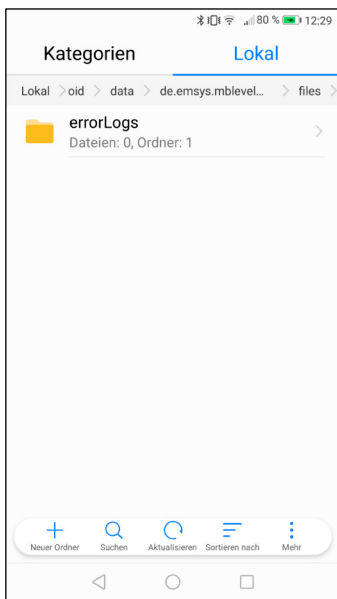 80 % 12:29
Kategorien Lokal
Lokal > oid > data > de.emsys.mblevel... > files >
errorLogs
Dateien: 0, Ordner: 1
Neuer Ordner Suchen Aktualisieren Sortieren nach Mehr